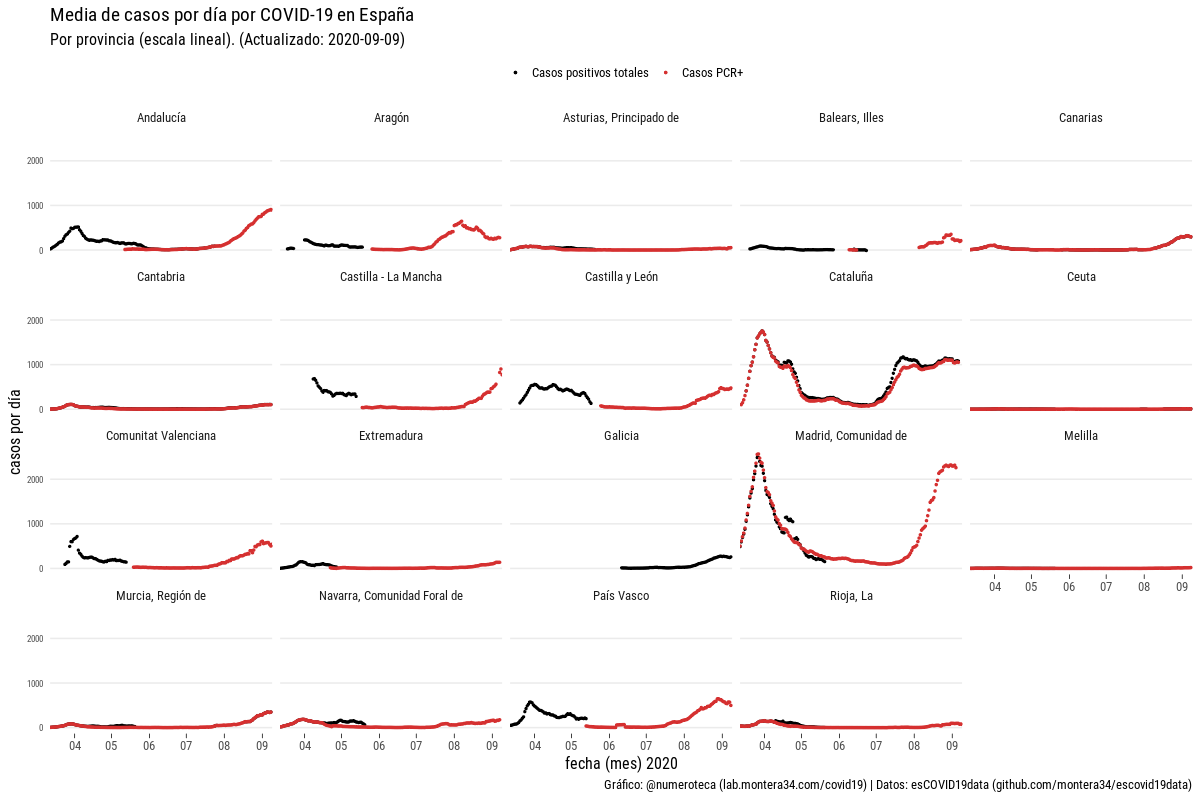 Media de casos por día por COVID-19 en España
Por provincia (escala lineal). (Actualizado: 2020-09-09)
Casos positivos totales Casos PCR+
Andalucía Aragón Asturias, Principado de Balears, Illes Canarias
2000
1000
0
Cantabria Castilla - La Mancha Castilla y León Cataluña Ceuta
2000
1000
0
casos por día
Comunitat Valenciana Extremadura Galicia Madrid, Comunidad de Melilla
2000
1000
0
04 05 06 07 08 09
Murcia, Región de Navarra, Comunidad Foral de País Vasco Rioja, La
2000
1000
0
04 05 06 07 08 09 04 05 06 07 08 09 04 05 06 07 08 09 04 05 06 07 08 09
fecha (mes) 2020
Gráfico: @numeroteca (lab.montera34.com/covid19) | Datos: esCOVID19data (github.com/montera34/escovid19data)